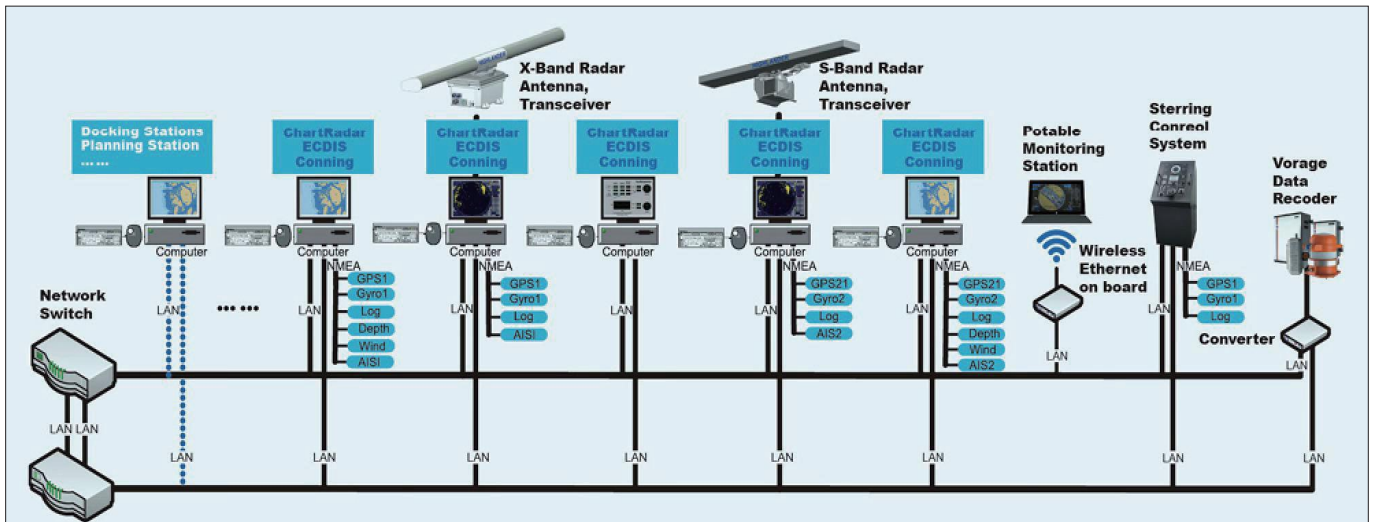 X-Band Radar
Antenna,
Transceiver
S-Band Radar
Antenna,
Transceiver
Docking Stations
Planning Station
... ...
ChartRadar
ECDIS
Conning
ChartRadar
ECDIS
Conning
ChartRadar
ECDIS
Conning
ChartRadar
ECDIS
Conning
ChartRadar
ECDIS
Conning
Potable
Monitoring
Station
Sterring
Conreol
System
Vorage
Data
Recoder
Computer
Computer
Computer
Computer
Computer
Computer
Wireless
Ethernet
on board
NMEA
GPS1
Gyro1
Log
Depth
Wind
AISI
NMEA
GPS1
Gyro1
Log
AISI
NMEA
GPS21
Gyro2
Log
AIS2
NMEA
GPS21
Gyro2
Log
Depth
Wind
AIS2
NMEA
GPS1
Gyro1
Log
Network
Switch
... ...
LAN
LAN
LAN
LAN
LAN
LAN
LAN
LAN
Converter
LAN
LAN LAN
LAN
LAN
LAN
LAN
LAN
LAN
LAN
LAN